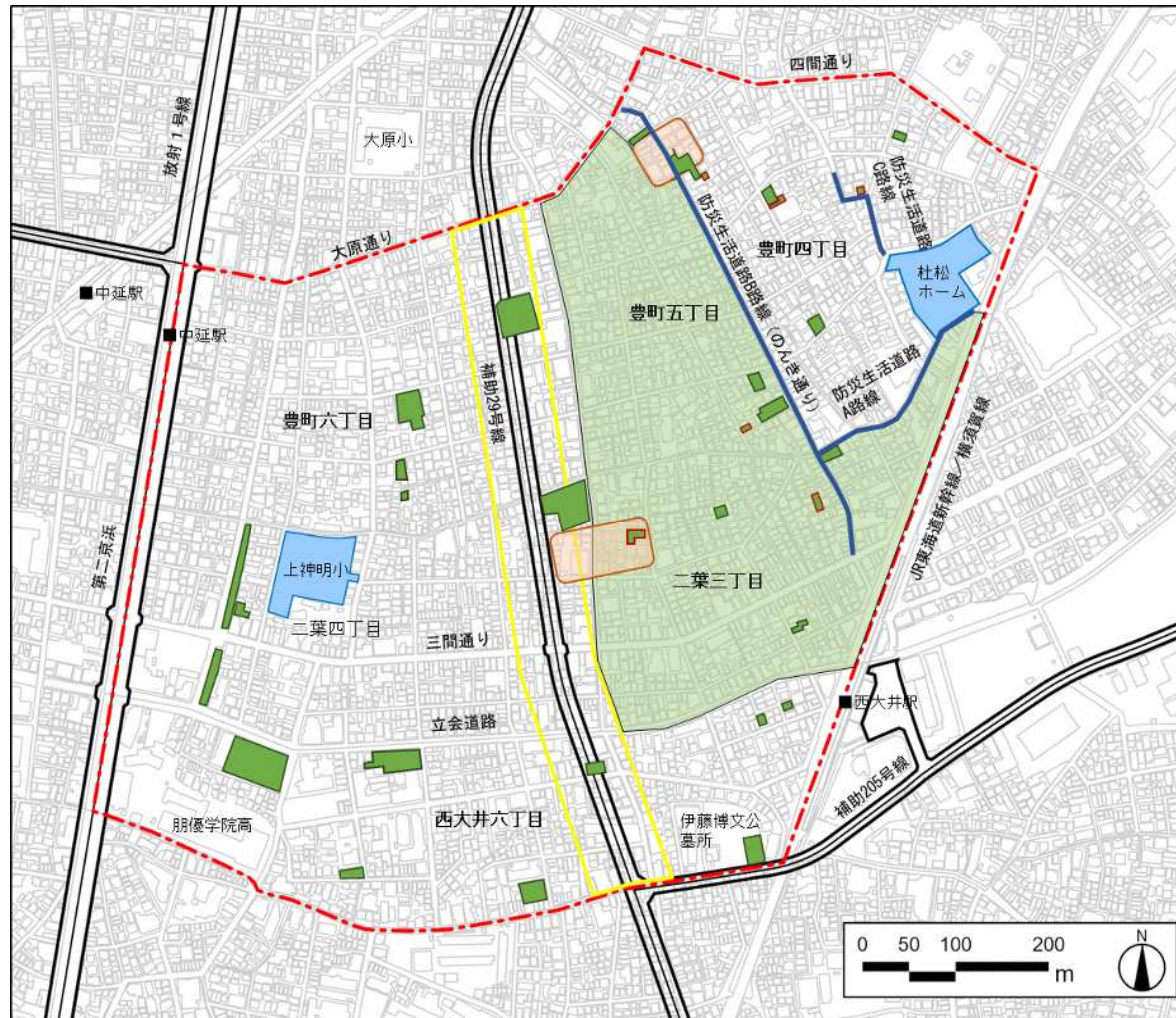 四間通り
放射1号線
大原小
防災生活道路
C路線
大原通り
豊町四丁目
杜松
ホーム
中延駅
中延駅
豊町五丁目
防災生活道路B路線（のんき通り）
補助29号線
防災生活道路
A路線
豊町六丁目
JR東海道新幹線／横須賀線
第二京浜
上神明小
二葉三丁目
二葉四丁目
三間通り
立会道路
西大井駅
補助205号線
西大井六丁目
朋優学院高
伊藤博文公
墓所
0 50 100 200
m
N